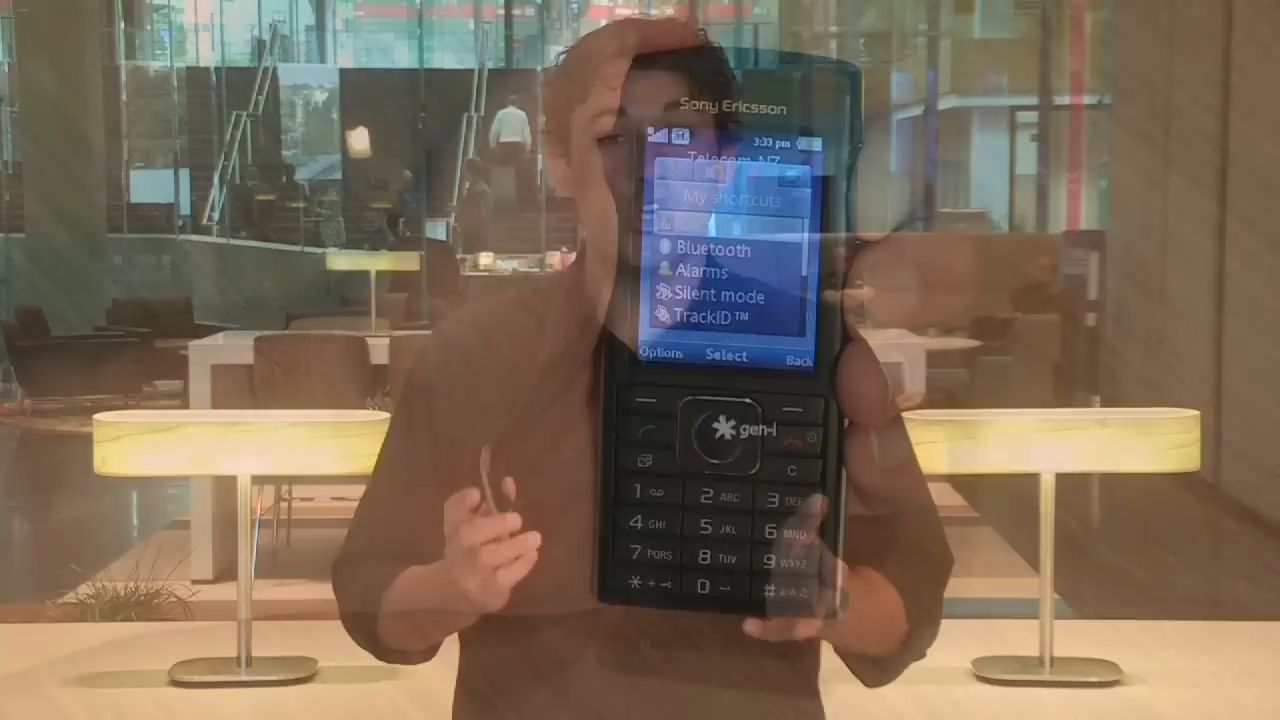 Sony Ericsson
3:33 pm
Telecom NZ
My shortcuts
Bluetooth
Alarms
Silent mode
TrackID™
Options Select Back
gen-i
C
1 2 ABC 3 DEF
4 GHI 5 JKL 6 MNO
7 PQRS 8 TUV 9 WXYZ
* + 0 #